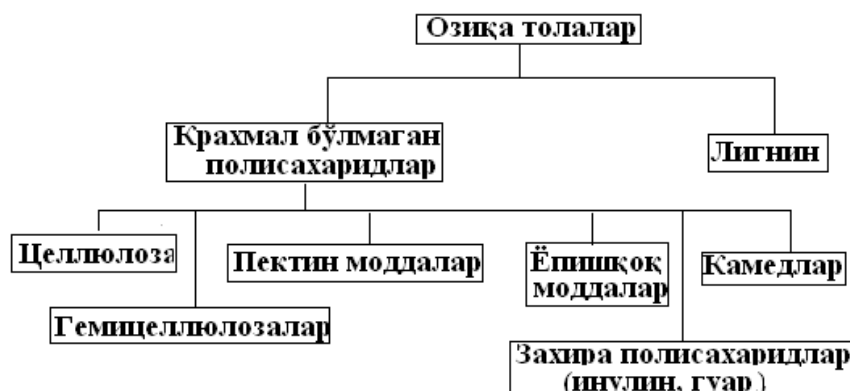 Озиқа толалар
Крахмал бўлмаган
полисахаридлар
Лигнин
Целлюлоза
Пектин моддалар
Ёпишқоқ
моддалар
Камедлар
Гемицеллюлозалар
Захира полисахаридлар
(инулин, гуар)